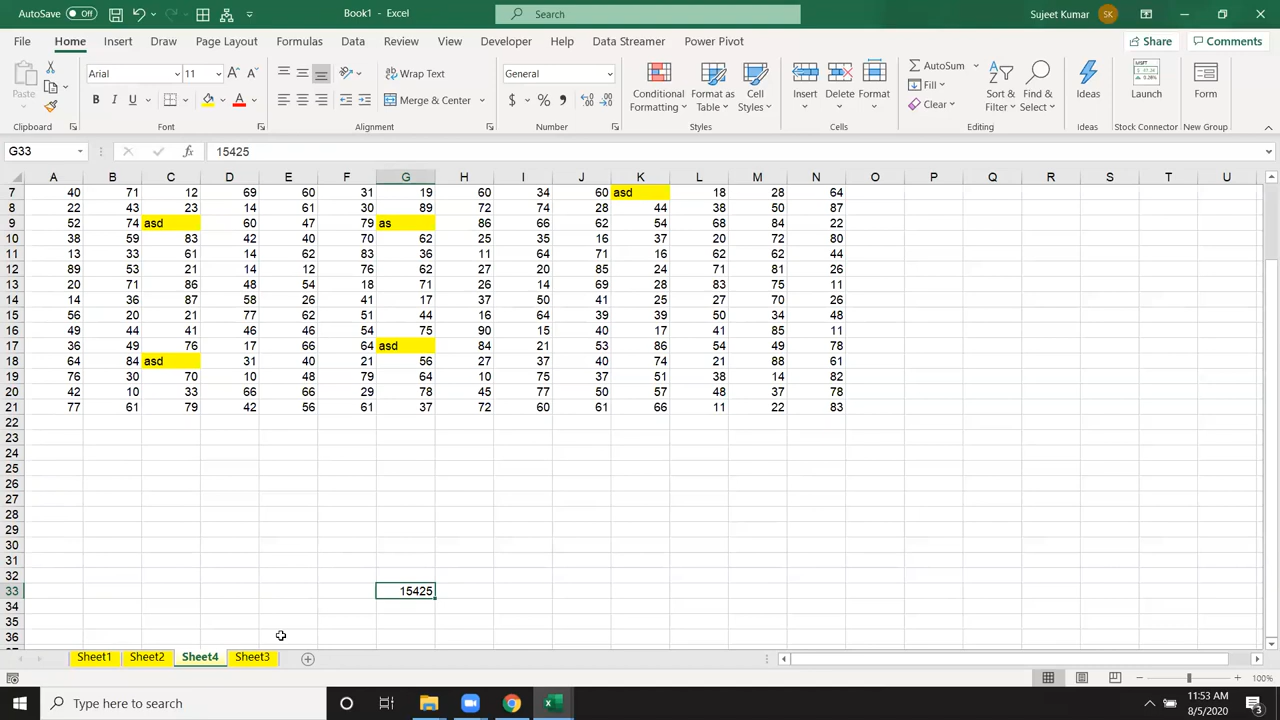 AutoSave Off Book1 - Excel Search Sujeet Kumar SK
File Home Insert Draw Page Layout Formulas Data Review View Developer Help Data Streamer Power Pivot Share Comments
Paste Arial 11 A A Wrap Text General AutoSum Fill Clear
B I U A Merge & Center $ % Conditional Formatting Format as Table Cell Styles Insert Delete Format Sort & Filter Find & Select Ideas Launch Form
Clipboard Font Alignment Number Styles Cells Editing Ideas Stock Connector New Group
G33 fx 15425
A B C D E F G H I J K L M N O P Q R S T U
7 40 71 12 69 60 31 19 60 34 60 asd 18 28 64
8 22 43 23 14 61 30 89 72 74 28 44 38 50 87
9 52 74 asd 60 47 79 as 86 66 62 54 68 84 22
10 38 59 83 42 40 70 62 25 35 16 37 20 72 80
11 13 33 61 14 62 83 36 11 64 71 16 62 62 44
12 89 53 21 14 12 76 62 27 20 85 24 71 81 26
13 20 71 86 48 54 18 71 26 14 69 28 83 75 11
14 14 36 87 58 26 41 17 37 50 41 25 27 70 26
15 56 20 21 77 62 51 44 16 64 39 39 50 34 48
16 49 44 41 46 46 54 75 90 15 40 17 41 85 11
17 36 49 76 17 66 64 asd 84 21 53 86 54 49 78
18 64 84 asd 31 40 21 56 27 37 40 74 21 88 61
19 76 30 70 10 48 79 64 10 75 37 51 38 14 82
20 42 10 33 66 66 29 78 45 77 50 57 48 37 78
21 77 61 79 42 56 61 37 72 60 61 66 11 22 83
22
23
24
25
26
27
28
29
30
31
32
33 15425
34
35
36
Sheet1 Sheet2 Sheet4 Sheet3
100%
Type here to search
11:53 AM
8/5/2020
3